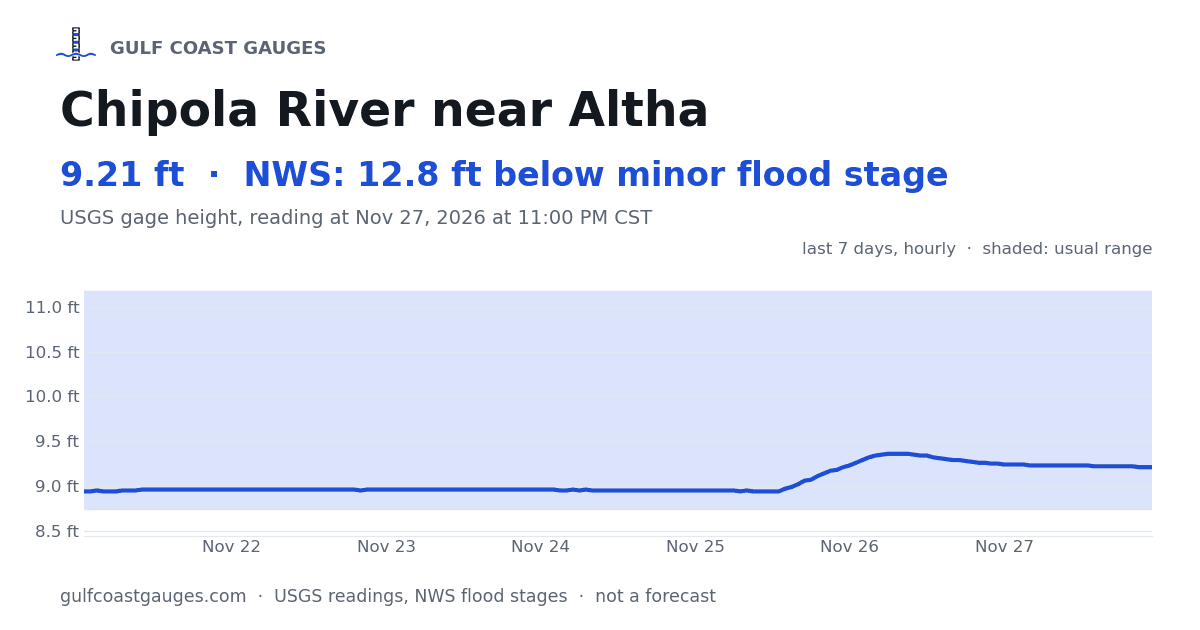 GULF COAST GAUGES
Chipola River near Altha
9.21 ft · NWS: 12.8 ft below minor flood stage
USGS gage height, reading at Nov 27, 2026 at 11:00 PM CST
last 7 days, hourly · shaded: usual range
11.0 ft
10.5 ft
10.0 ft
9.5 ft
9.0 ft
8.5 ft
Nov 22 Nov 23 Nov 24 Nov 25 Nov 26 Nov 27
gulfcoastgauges.com · USGS readings, NWS flood stages · not a forecast